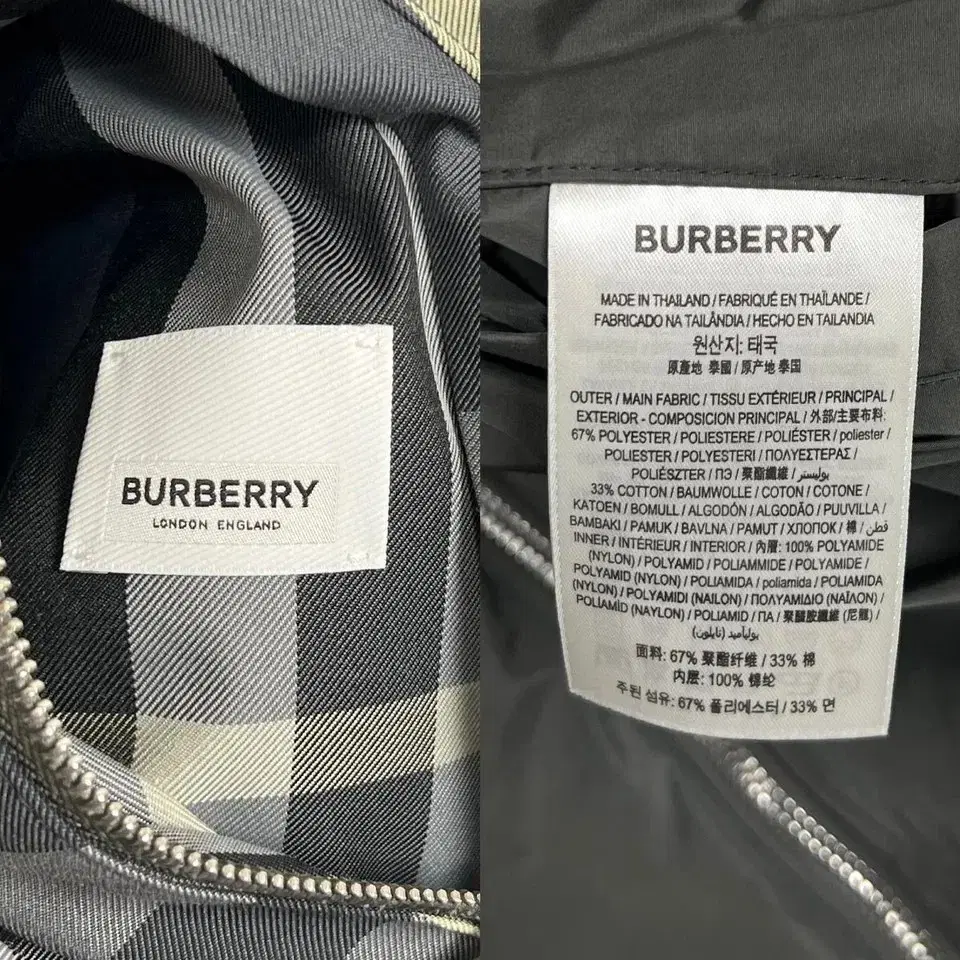 BURBERRY
LONDON ENGLAND
BURBERRY
MADE IN THAILAND / FABRIQUÉ EN THAÏLANDE /
FABRICADO NA TAILÂNDIA / HECHO EN TAILANDIA
원산지: 태국
原產地 泰國 / 原产地 泰国
OUTER / MAIN FABRIC / TISSU EXTÉRIEUR / PRINCIPAL /
EXTERIOR - COMPOSICION PRINCIPAL / 外部/主要布料:
67% POLYESTER / POLIESTERE / POLIÉSTER / poliester /
POLIESTER / POLYESTERI / ΠΟΛΥΕΣΤΕΡΑΣ /
POLIÉSZTER / ПЭ / 聚酯纖維 / بوليستر /
33% COTTON / BAUMWOLLE / COTON / COTONE /
KATOEN / BOMULL / ALGODÓN / ALGODÃO / PUUVILLA /
BAMBAKI / PAMUK / BAVLNA / PAMUT / ХЛОПОК / 棉 / قطن /
INNER / INTÉRIEUR / INTERIOR / 內層: 100% POLYAMIDE
(NYLON) / POLYAMID / POLIAMMIDE / POLYAMIDE /
POLYAMID (NYLON) / POLIAMIDA / poliamida / POLIAMIDA
(NYLON) / POLYAMIDI (NAILON) / ΠΟΛΥΑΜΙΔΙΟ (ΝΑΪΛΟΝ) /
POLİAMİD (NAYLON) / POLIAMID / ПА / 聚醯胺纖維 (尼龍) /
بوليأميد (نايلون)
面料: 67% 聚酯纤维 / 33% 棉
内层: 100% 锦纶
주된 섬유: 67% 폴리에스터 / 33% 면